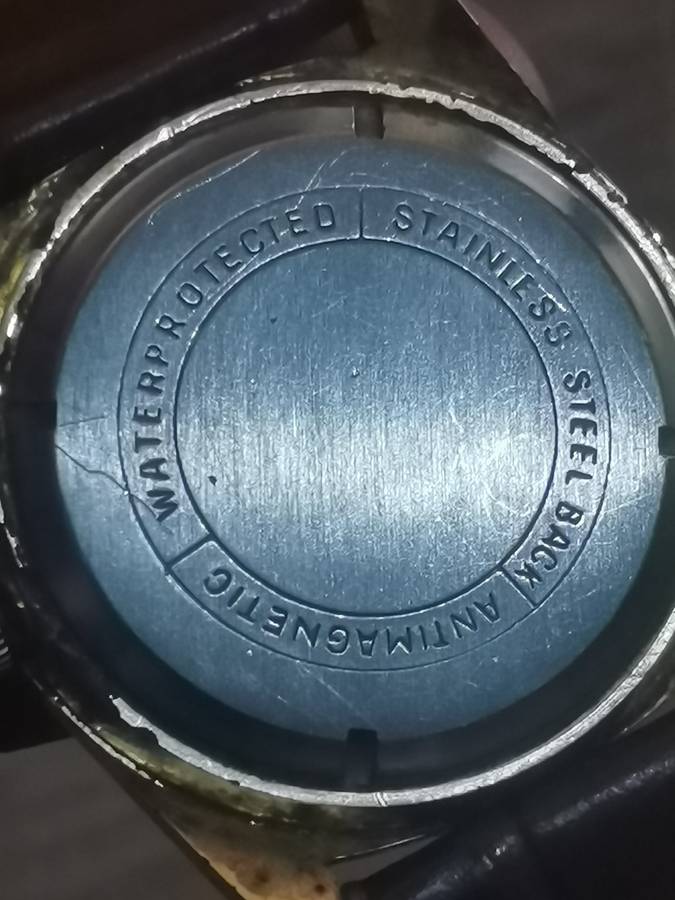 WATERPROTECTED
STAINLESS STEEL BACK
ANTIMAGNETIC